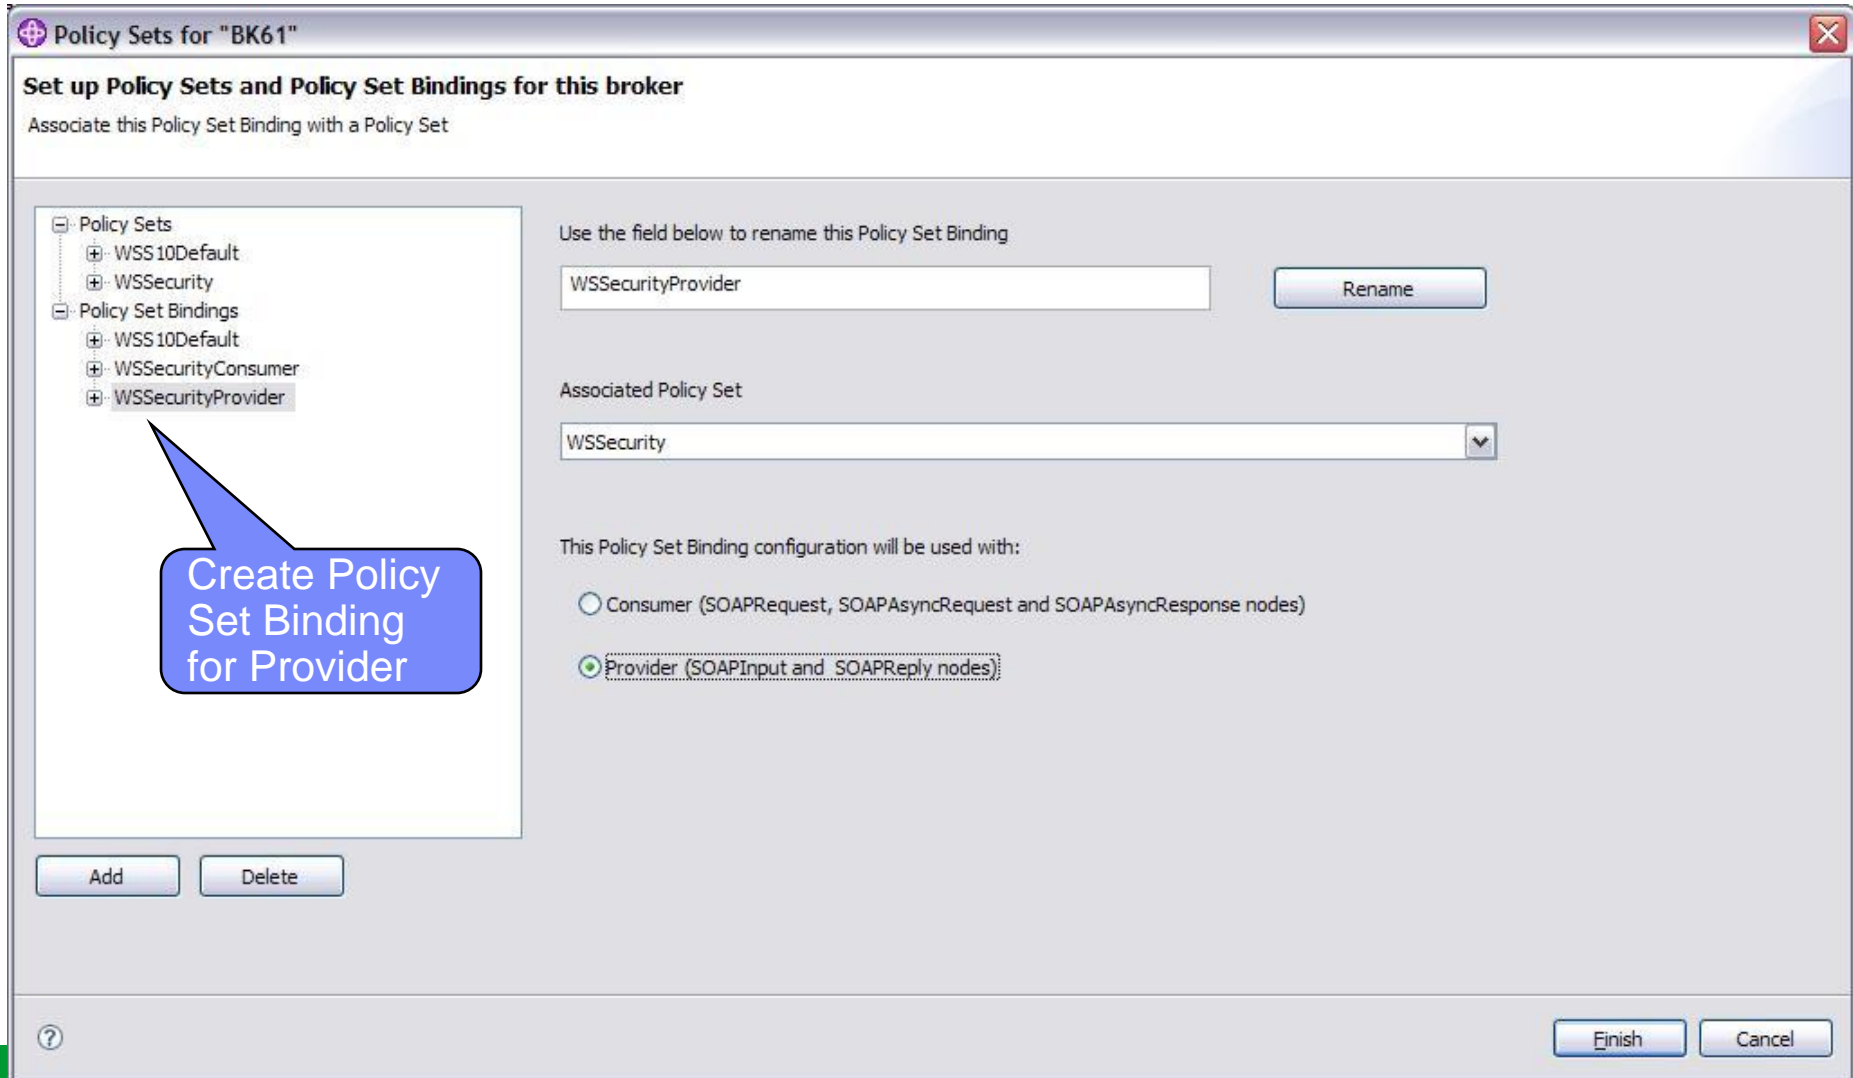 Policy Sets for "BK61"
Set up Policy Sets and Policy Set Bindings for this broker
Associate this Policy Set Binding with a Policy Set
Policy Sets
WSS10Default
WSSecurity
Policy Set Bindings
WSS10Default
WSSecurityConsumer
WSSecurityProvider
Create Policy
Set Binding
for Provider
Add
Delete
Use the field below to rename this Policy Set Binding
WSSecurityProvider
Rename
Associated Policy Set
WSSecurity
This Policy Set Binding configuration will be used with:
Consumer (SOAPRequest, SOAPAsyncRequest and SOAPAsyncResponse nodes)
Provider (SOAPInput and  SOAPReply nodes)
?
Finish
Cancel